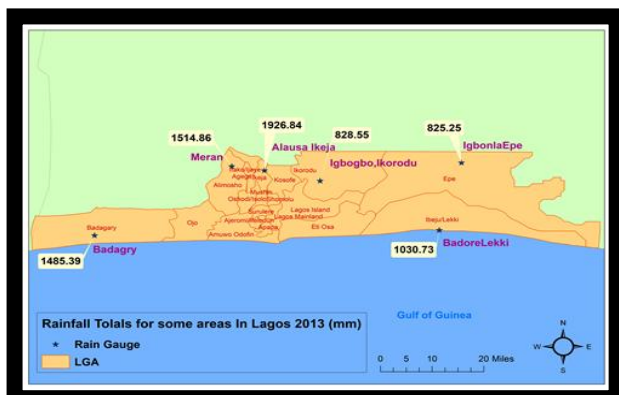 1926.84
1514.86
828.55
825.25
Alausa Ikeja
IgbonlaEpe
Meran
Igbogbo,Ikorodu
Ikorodu
Kosofe
Epe
Alimosho
Lagos Island
Lagos Mainland
Ibeju/Lekki
Badagary
Ojo
Eti Osa
Amuwo Odofin
Badagry
BadoreLekki
1485.39
1030.73
Gulf of Guinea
Rainfall Totals for some areas In Lagos 2013 (mm)
Rain Gauge
LGA
N
W
E
S
0 5 10 20 Miles